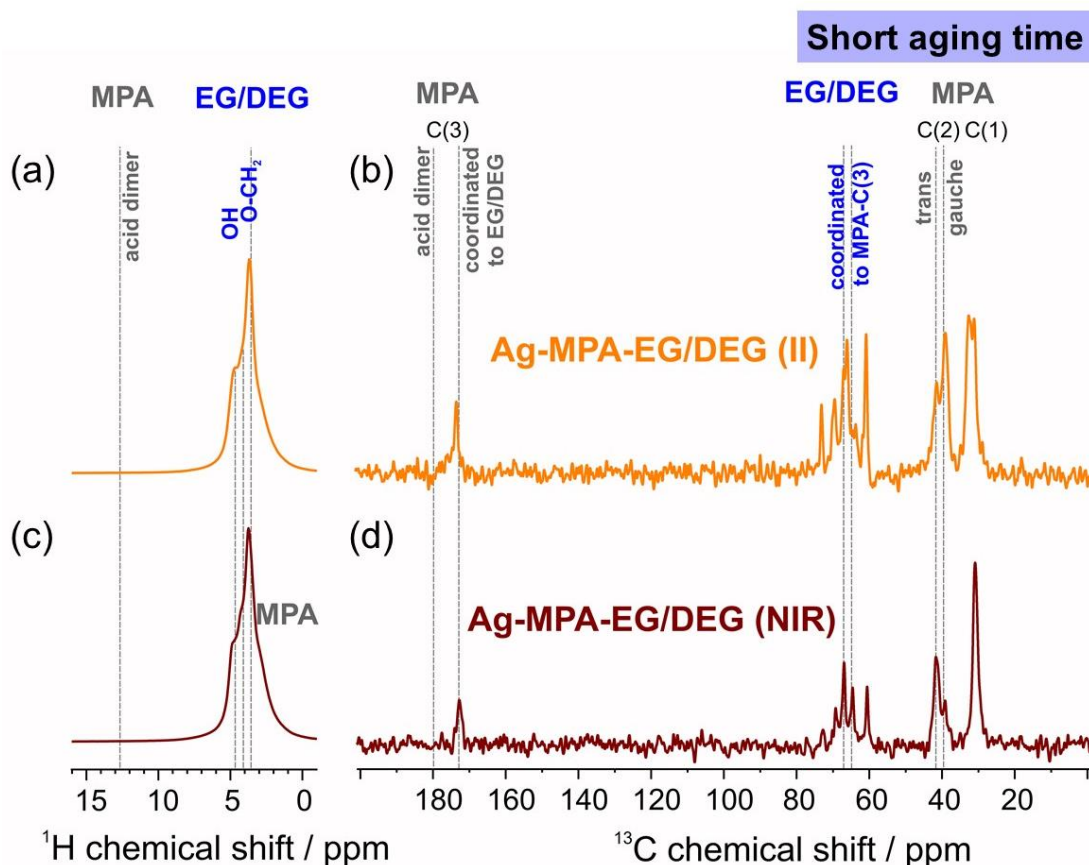 Short aging time
MPA
EG/DEG
MPA
C(3)
EG/DEG
MPA
C(2) C(1)
(a)
acid dimer
OH
O-CH₂
(b)
acid dimer
coordinated
to EG/DEG
coordinated
to MPA-C(3)
trans
gauche
Ag-MPA-EG/DEG (II)
(c)
MPA
(d)
Ag-MPA-EG/DEG (NIR)
15 10 5 0
180 160 140 120 100 80 60 40 20
¹H chemical shift / ppm
¹³C chemical shift / ppm